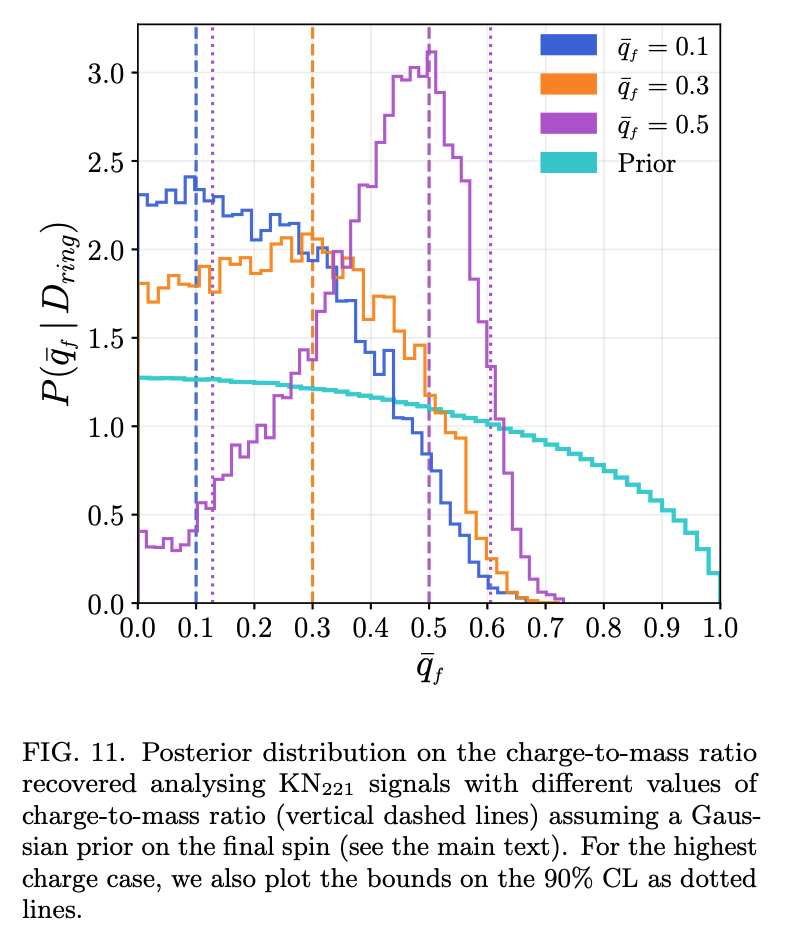 3.0
2.5
2.0
1.5
1.0
0.5
0.0
P(q̄f | Dring)
q̄f = 0.1
q̄f = 0.3
q̄f = 0.5
Prior
0.0 0.1 0.2 0.3 0.4 0.5 0.6 0.7 0.8 0.9 1.0
q̄f
FIG. 11. Posterior distribution on the charge-to-mass ratio
recovered analysing KN221 signals with different values of
charge-to-mass ratio (vertical dashed lines) assuming a Gaus-
sian prior on the final spin (see the main text). For the highest
charge case, we also plot the bounds on the 90% CL as dotted
lines.